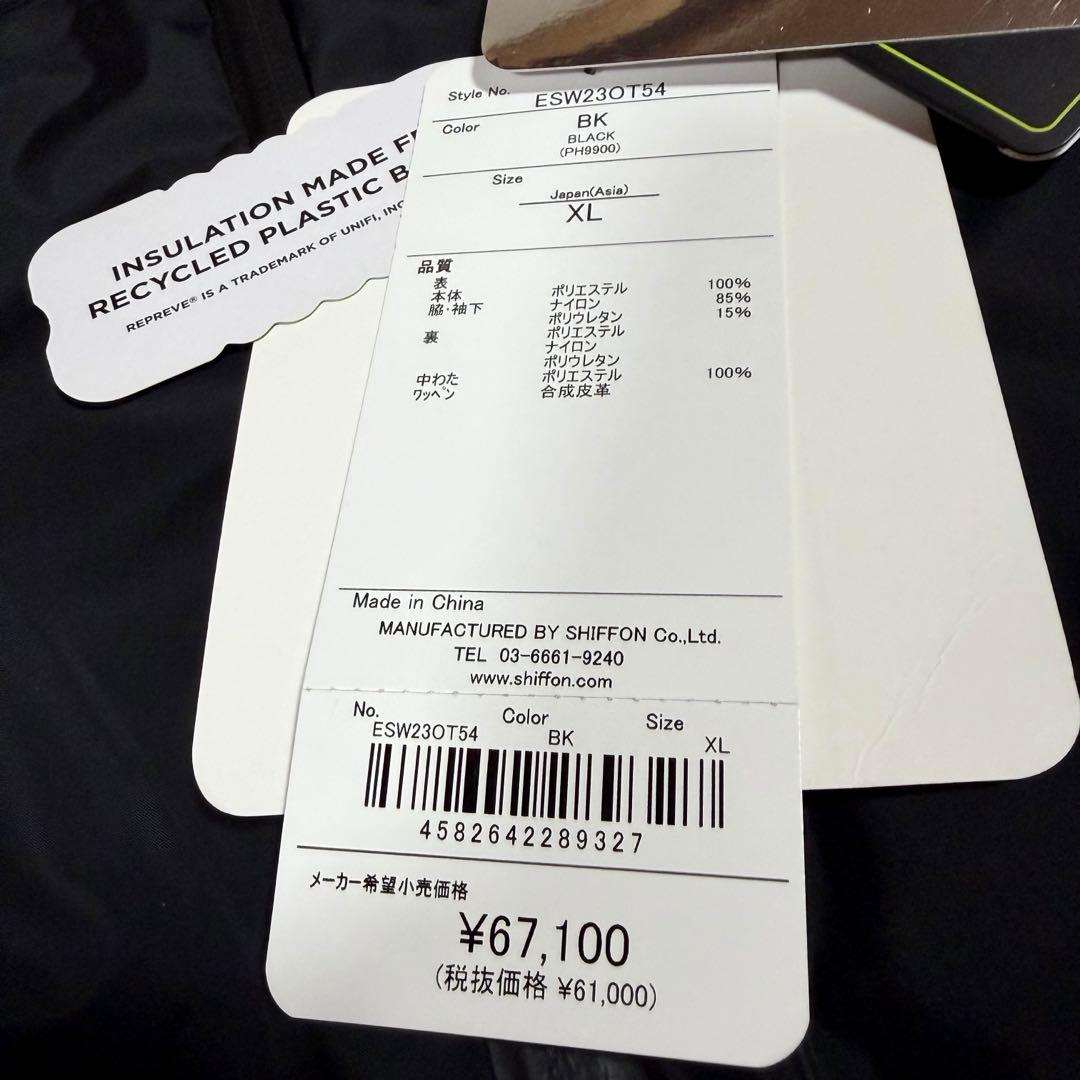 INSULATION MADE
RECYCLED PLASTIC
REPREVE® IS A TRADEMARK OF UNIFI, INC
Style No. ESW23OT54
Color BK
BLACK
(PH9900)
Size
Japan(Asia)
XL
品質
表
本体 ポリエステル 100%
脇・袖下 ナイロン 85%
ポリウレタン 15%
裏 ポリエステル
ナイロン
ポリウレタン
中わた ポリエステル 100%
ワッペン 合成皮革
Made in China
MANUFACTURED BY SHIFFON Co.,Ltd.
TEL 03-6661-9240
www.shiffon.com
No. Color Size
ESW23OT54 BK XL
4582642289327
メーカー希望小売価格
¥67,100
(税抜価格 ¥61,000)